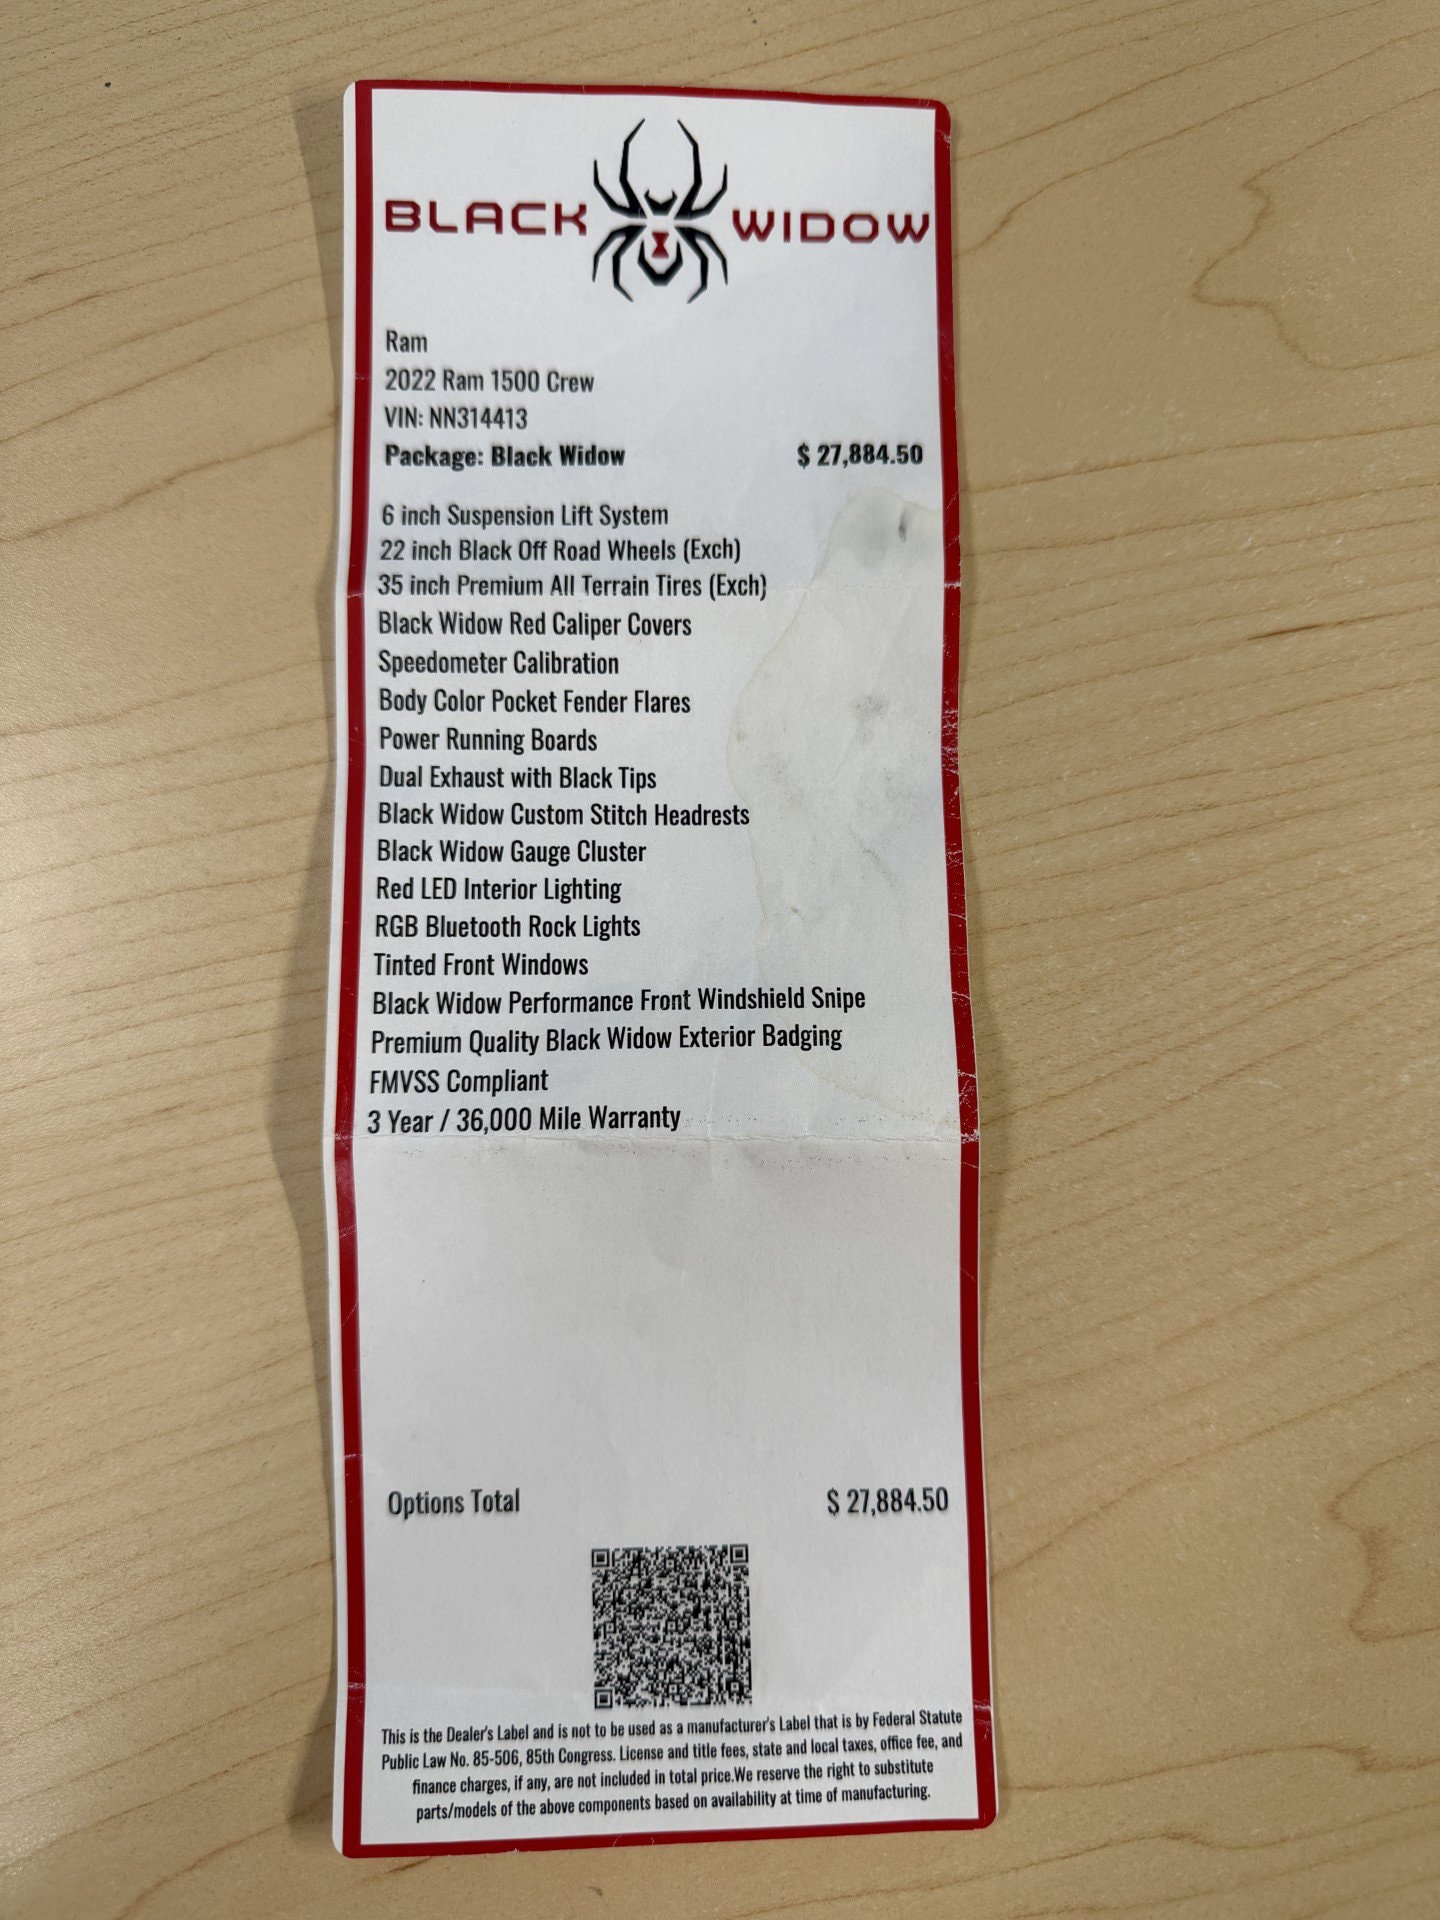 BLACK WIDOW
Ram
2022 Ram 1500 Crew
VIN: NN314413
Package: Black Widow $ 27,884.50
6 inch Suspension Lift System
22 inch Black Off Road Wheels (Exch)
35 inch Premium All Terrain Tires (Exch)
Black Widow Red Caliper Covers
Speedometer Calibration
Body Color Pocket Fender Flares
Power Running Boards
Dual Exhaust with Black Tips
Black Widow Custom Stitch Headrests
Black Widow Gauge Cluster
Red LED Interior Lighting
RGB Bluetooth Rock Lights
Tinted Front Windows
Black Widow Performance Front Windshield Snipe
Premium Quality Black Widow Exterior Badging
FMVSS Compliant
3 Year / 36,000 Mile Warranty
Options Total $ 27,884.50
This is the Dealer's Label and is not to be used as a manufacturer's Label that is by Federal Statute
Public Law No. 85-506, 85th Congress. License and title fees, state and local taxes, office fee, and
finance charges, if any, are not included in total price.We reserve the right to substitute
parts/models of the above components based on availability at time of manufacturing.